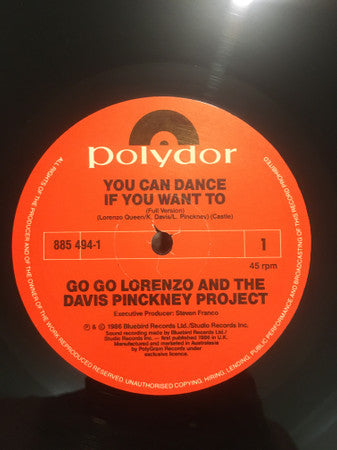 polydor
YOU CAN DANCE
IF YOU WANT TO
(Full Version)
(Lorenzo Queen/K. Davis/L. Pinckney) (Castle)
885 494-1
1
45 rpm
GO GO LORENZO AND THE
DAVIS PINCKNEY PROJECT
Executive Producer: Steven Franco
℗ & © 1986 Bluebird Records Ltd./Studio Records Inc.
Sound recording made by Bluebird Records Ltd./
Studio Records Inc. — and first published 1986 in U.K.
Manufactured and marketed in Australasia
by PolyGram Records under
exclusive licence.
ALL RIGHTS OF THE PRODUCER AND OF THE OWNER OF THE WORK REPRODUCED RESERVED UNAUTHORISED COPYING, HIRING, LENDING, PUBLIC PERFORMANCE AND BROADCASTING OF THIS RECORD PROHIBITED